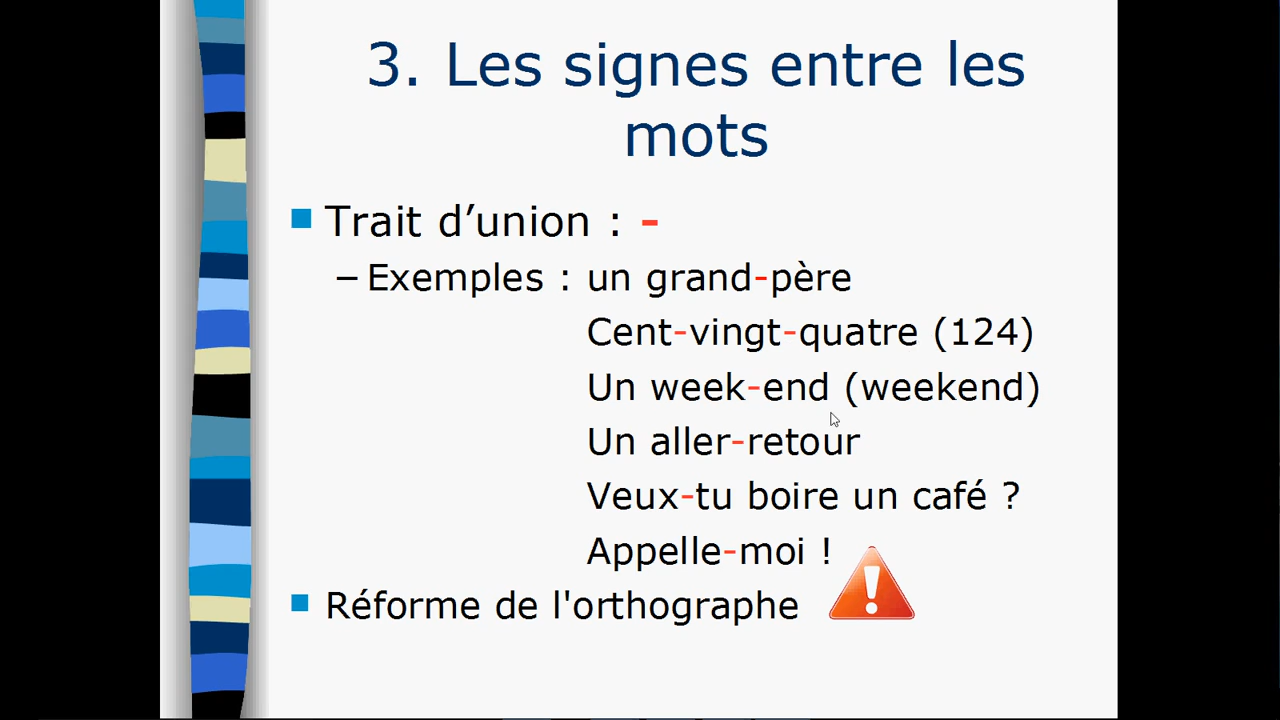 3. Les signes entre les
mots
Trait d’union : -
– Exemples : un grand-père
Cent-vingt-quatre (124)
Un week-end (weekend)
Un aller-retour
Veux-tu boire un café ?
Appelle-moi !
Réforme de l'orthographe